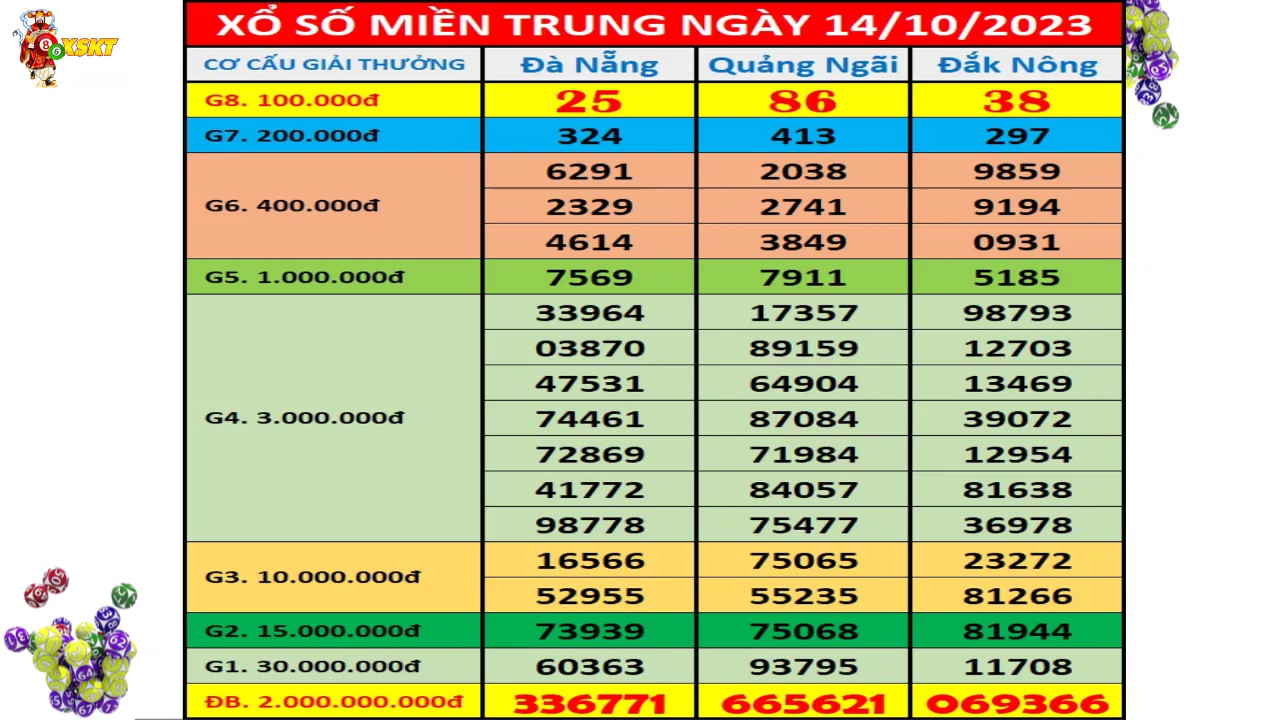 XSKT
XỔ SỐ MIỀN TRUNG NGÀY 14/10/2023
CƠ CẤU GIẢI THƯỞNG Đà Nẵng Quảng Ngãi Đắk Nông
G8. 100.000đ 25 86 38
G7. 200.000đ 324 413 297
G6. 400.000đ
6291 2038 9859
2329 2741 9194
4614 3849 0931
G5. 1.000.000đ 7569 7911 5185
G4. 3.000.000đ
33964 17357 98793
03870 89159 12703
47531 64904 13469
74461 87084 39072
72869 71984 12954
41772 84057 81638
98778 75477 36978
G3. 10.000.000đ
16566 75065 23272
52955 55235 81266
G2. 15.000.000đ 73939 75068 81944
G1. 30.000.000đ 60363 93795 11708
ĐB. 2.000.000.000đ 336771 665621 069366